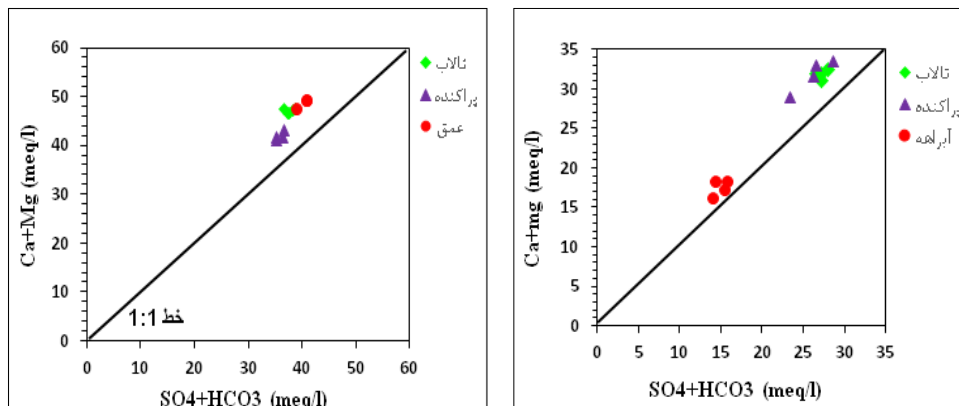 60
50
40
30
20
10
0
Ca+Mg (meq/l)
خط 1:1
0 10 20 30 40 50 60
SO4+HCO3 (meq/l)
تالاب
پراکنده
عمق
35
30
25
20
15
10
5
0
Ca+mg (meq/l)
0 5 10 15 20 25 30 35
SO4+HCO3 (meq/l)
تالاب
پراکنده
آبراهه